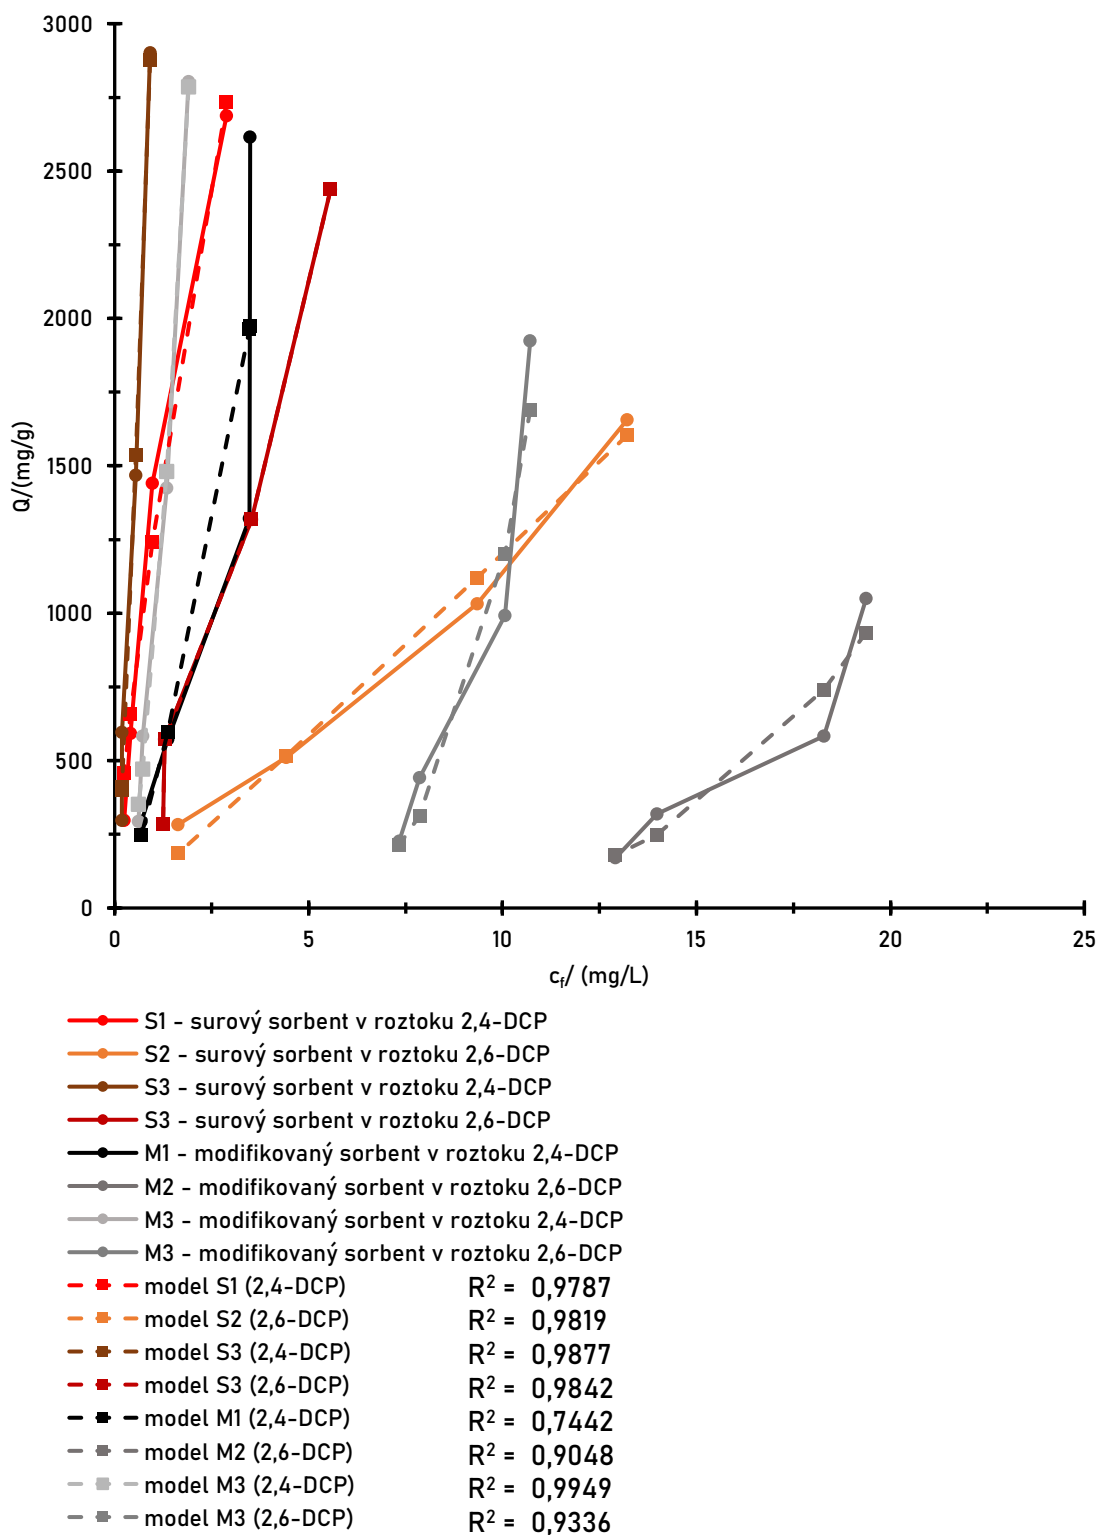 3000
2500
2000
1500
1000
500
0
Q/(mg/g)
0 5 10 15 20 25
cf/ (mg/L)
S1 - surový sorbent v roztoku 2,4-DCP
S2 - surový sorbent v roztoku 2,6-DCP
S3 - surový sorbent v roztoku 2,4-DCP
S3 - surový sorbent v roztoku 2,6-DCP
M1 - modifikovaný sorbent v roztoku 2,4-DCP
M2 - modifikovaný sorbent v roztoku 2,6-DCP
M3 - modifikovaný sorbent v roztoku 2,4-DCP
M3 - modifikovaný sorbent v roztoku 2,6-DCP
model S1 (2,4-DCP) R² = 0,9787
model S2 (2,6-DCP) R² = 0,9819
model S3 (2,4-DCP) R² = 0,9877
model S3 (2,6-DCP) R² = 0,9842
model M1 (2,4-DCP) R² = 0,7442
model M2 (2,6-DCP) R² = 0,9048
model M3 (2,4-DCP) R² = 0,9949
model M3 (2,6-DCP) R² = 0,9336